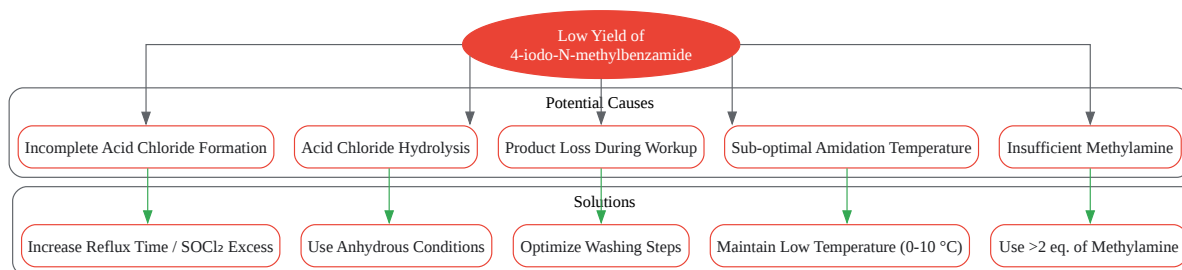 Low Yield of
4-iodo-N-methylbenzamide
Potential Causes
Incomplete Acid Chloride Formation
Acid Chloride Hydrolysis
Product Loss During Workup
Sub-optimal Amidation Temperature
Insufficient Methylamine
Solutions
Increase Reflux Time / SOCl₂ Excess
Use Anhydrous Conditions
Optimize Washing Steps
Maintain Low Temperature (0-10 °C)
Use >2 eq. of Methylamine